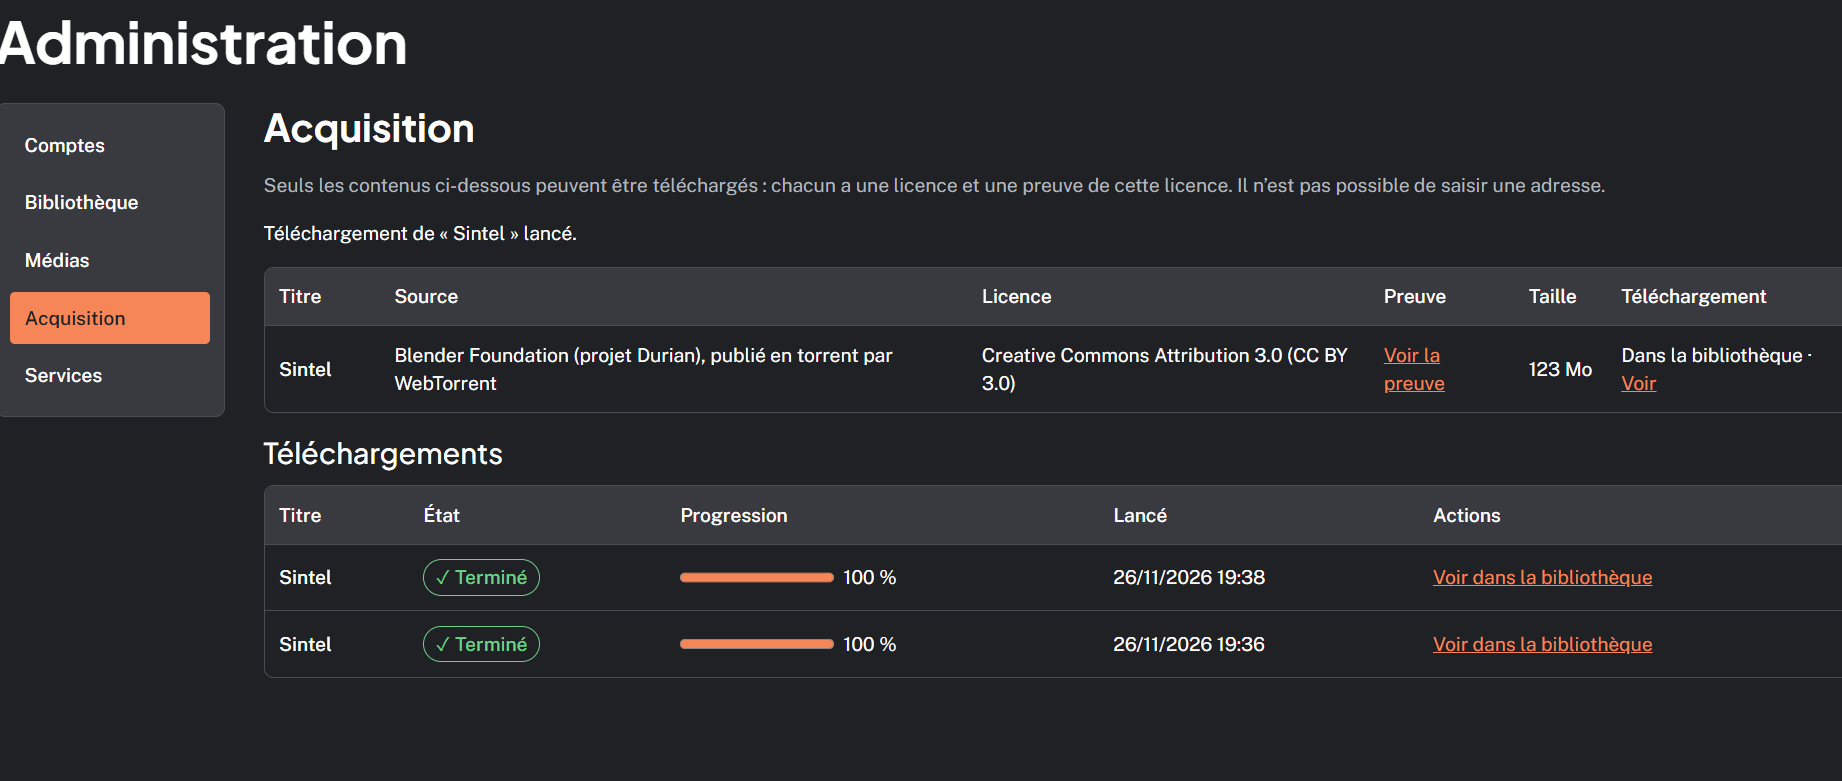 Administration
Comptes
Bibliothèque
Médias
Acquisition
Services
Acquisition
Seuls les contenus ci-dessous peuvent être téléchargés : chacun a une licence et une preuve de cette licence. Il n’est pas possible de saisir une adresse.
Téléchargement de « Sintel » lancé.
Titre Source Licence Preuve Taille Téléchargement
Sintel Blender Foundation (projet Durian), publié en torrent par WebTorrent Creative Commons Attribution 3.0 (CC BY 3.0) Voir la preuve 123 Mo Dans la bibliothèque · Voir
Téléchargements
Titre État Progression Lancé Actions
Sintel ✓ Terminé 100 % 26/11/2026 19:38 Voir dans la bibliothèque
Sintel ✓ Terminé 100 % 26/11/2026 19:36 Voir dans la bibliothèque